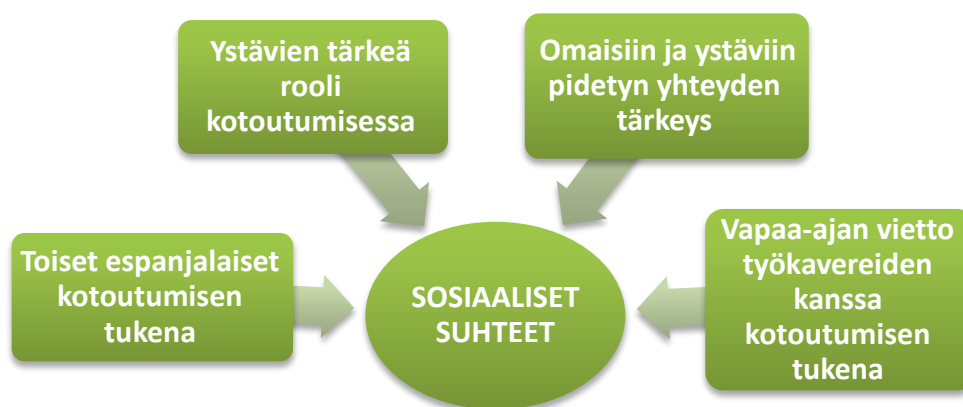 Ystävien tärkeä
rooli
kotoutumisessa
Omaisiin ja ystäviin
pidetyn yhteyden
tärkeys
Toiset espanjalaiset
kotoutumisen
tukena
SOSIAALISET
SUHTEET
Vapaa-ajan vietto
työkavereiden
kanssa
kotoutumisen
tukena